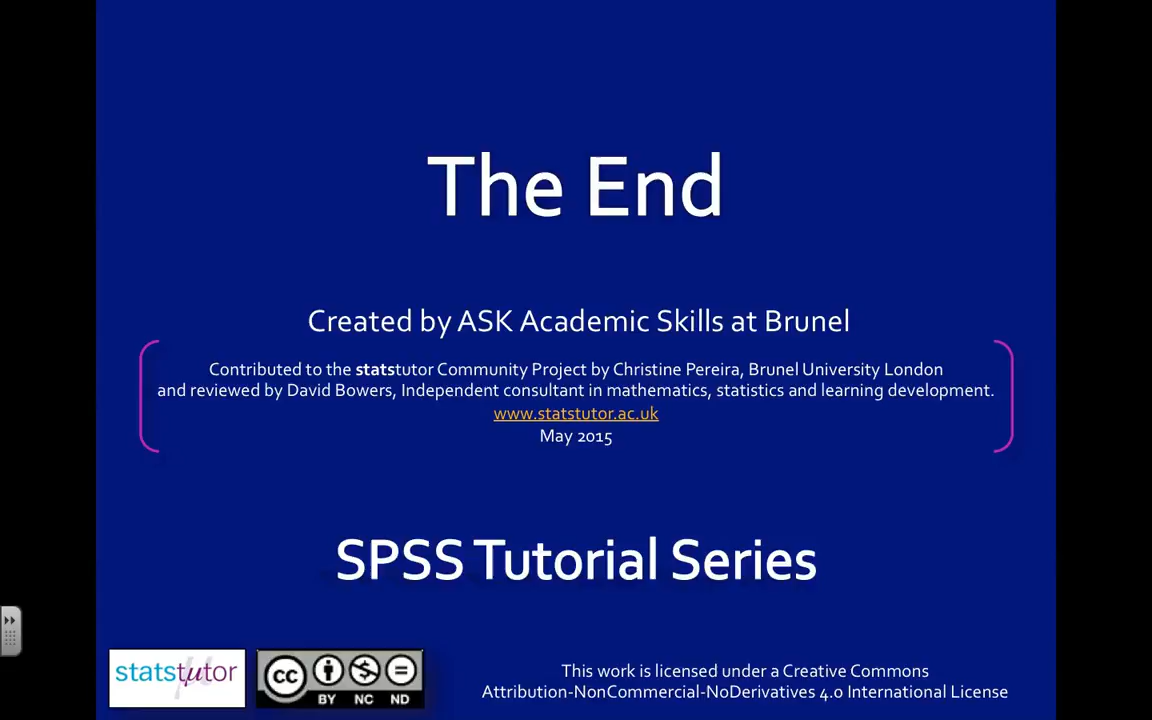 The End
Created by ASK Academic Skills at Brunel
Contributed to the statstutor Community Project by Christine Pereira, Brunel University London
and reviewed by David Bowers, Independent consultant in mathematics, statistics and learning development.
www.statstutor.ac.uk
May 2015
SPSS Tutorial Series
statstutor
cc BY NC ND
This work is licensed under a Creative Commons
Attribution-NonCommercial-NoDerivatives 4.0 International License